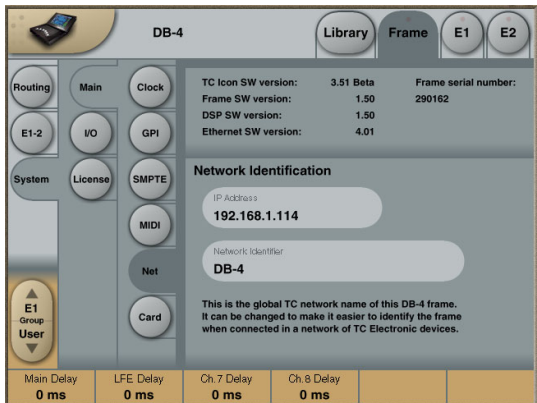 DB-4
Library
Frame
E1
E2
Routing
Main
Clock
E1-2
I/O
GPI
System
License
SMPTE
MIDI
Net
Card
TC Icon SW version: 3.51 Beta
Frame SW version: 1.50
DSP SW version: 1.50
Ethernet SW version: 4.01
Frame serial number:
290162
Network Identification
IP Address
192.168.1.114
Network Identifier
DB-4
This is the global TC network name of this DB-4 frame.
It can be changed to make it easier to identify the frame
when connected in a network of TC Electronic devices.
E1
Group
User
Main Delay
0 ms
LFE Delay
0 ms
Ch.7 Delay
0 ms
Ch.8 Delay
0 ms